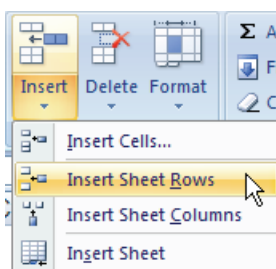 Σ A
F
Insert Delete Format
C
Insert Cells...
Insert Sheet Rows
Insert Sheet Columns
Insert Sheet